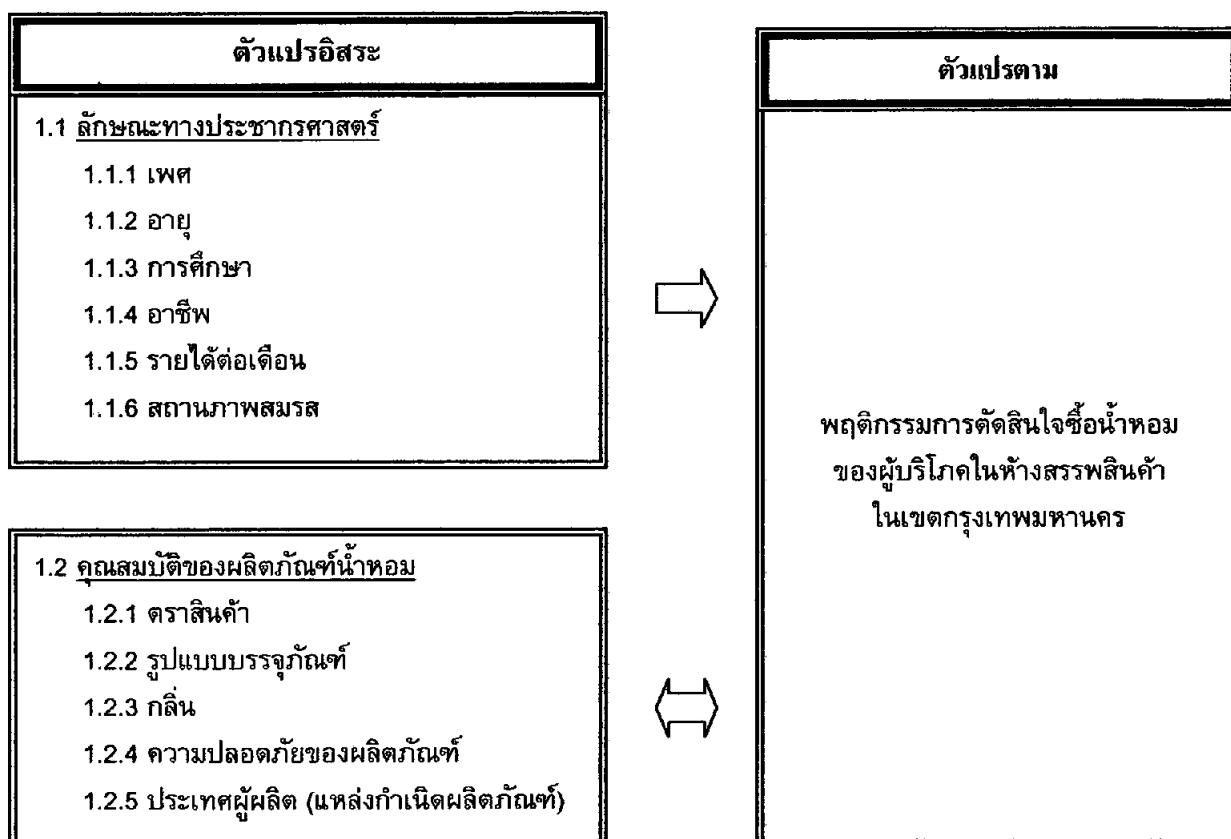 ตัวแปรอิสระ
1.1 ลักษณะทางประชากรศาสตร์
1.1.1 เพศ
1.1.2 อายุ
1.1.3 การศึกษา
1.1.4 อาชีพ
1.1.5 รายได้ต่อเดือน
1.1.6 สถานภาพสมรส
1.2 คุณสมบัติของผลิตภัณฑ์น้ำหอม
1.2.1 ตราสินค้า
1.2.2 รูปแบบบรรจุภัณฑ์
1.2.3 กลิ่น
1.2.4 ความปลอดภัยของผลิตภัณฑ์
1.2.5 ประเทศผู้ผลิต (แหล่งกำเนิดผลิตภัณฑ์)
ตัวแปรตาม
พฤติกรรมการตัดสินใจซื้อน้ำหอม
ของผู้บริโภคในห้างสรรพสินค้า
ในเขตกรุงเทพมหานคร